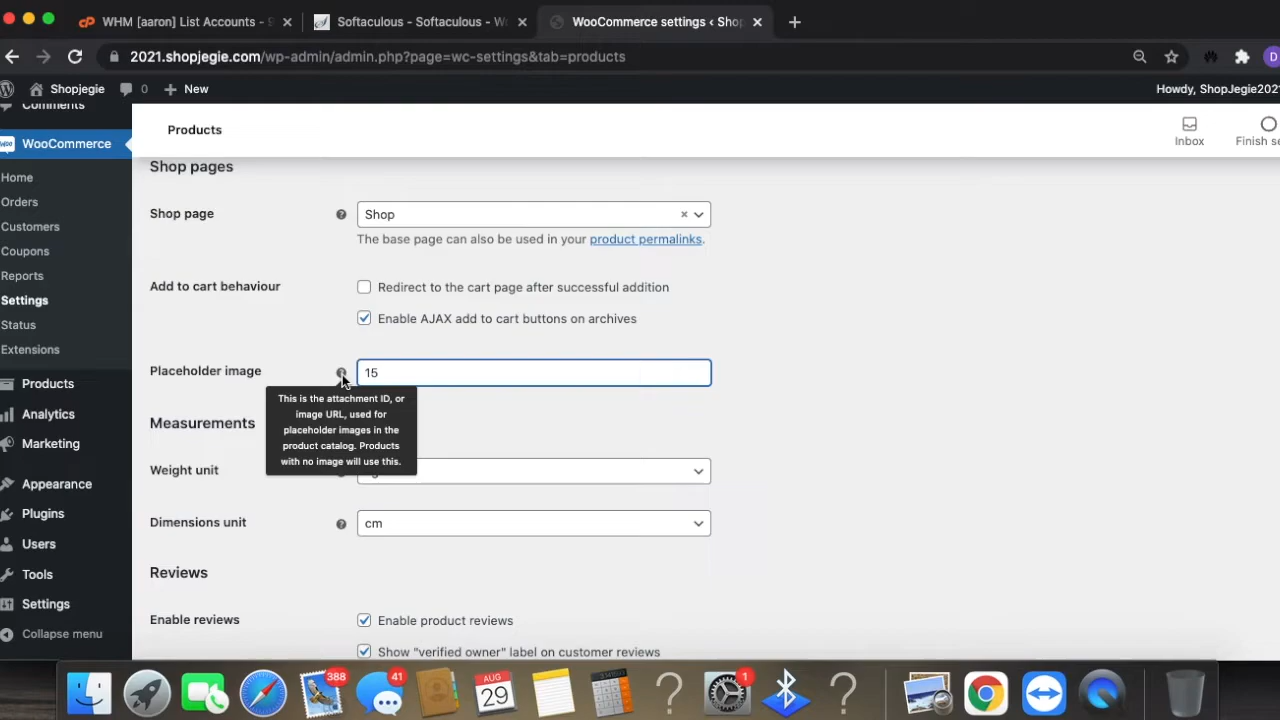 WHM [aaron] List Accounts - S
Softaculous - Softaculous - Wo
WooCommerce settings ‹ Shop
2021.shopjegie.com/wp-admin/admin.php?page=wc-settings&tab=products
D
Shopjegie
0
New
Howdy, ShopJegie2021
Comments
WooCommerce
Home
Orders
Customers
Coupons
Reports
Settings
Status
Extensions
Products
Analytics
Marketing
Appearance
Plugins
Users
Tools
Settings
Collapse menu
Products
Inbox
Finish se
Shop pages
Shop page
Shop
The base page can also be used in your product permalinks.
Add to cart behaviour
Redirect to the cart page after successful addition
Enable AJAX add to cart buttons on archives
Placeholder image
15
This is the attachment ID, or
image URL, used for
placeholder images in the
product catalog. Products
with no image will use this.
Measurements
Weight unit
Dimensions unit
cm
Reviews
Enable reviews
Enable product reviews
Show "verified owner" label on customer reviews
388
41
AUG
29
1